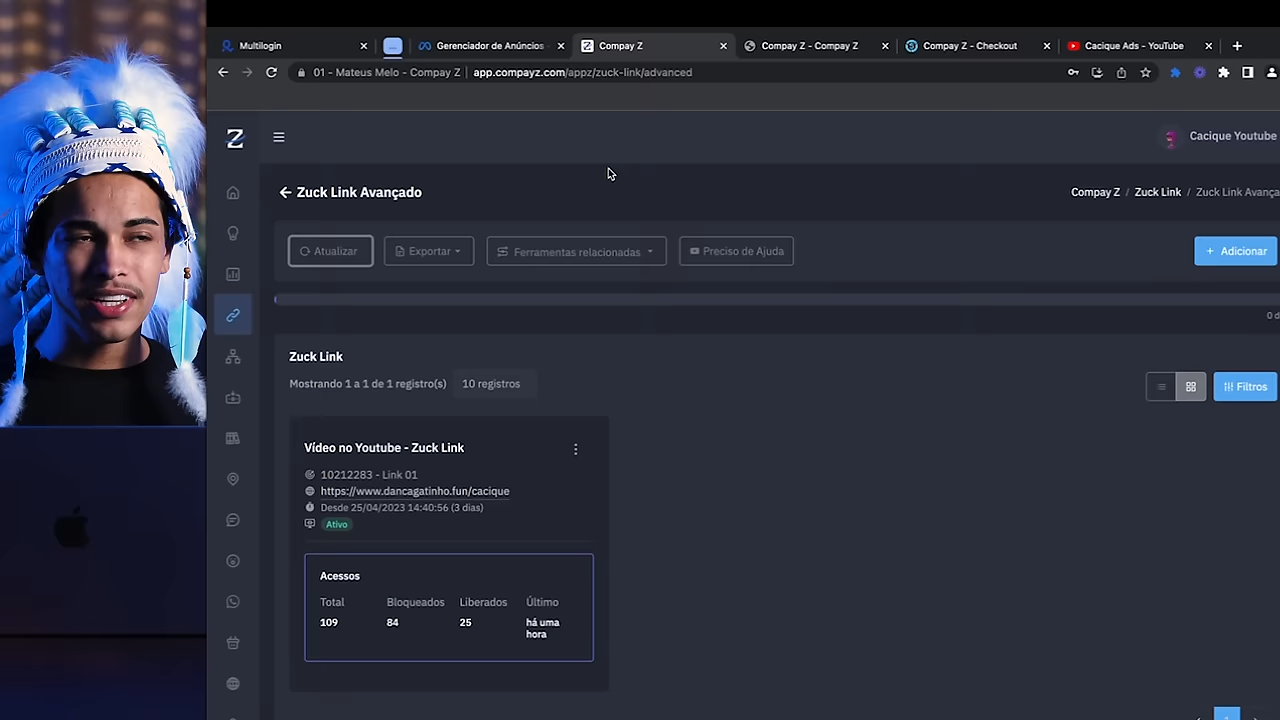 Multilogin
Gerenciador de Anúncios
Compay Z
Compay Z - Compay Z
Compay Z - Checkout
Cacique Ads - YouTube
01 - Mateus Melo - Compay Z
app.compayz.com/appz/zuck-link/advanced
Z
Cacique Youtube
Zuck Link Avançado
Compay Z / Zuck Link / Zuck Link Avança
Atualizar
Exportar
Ferramentas relacionadas
Preciso de Ajuda
+ Adicionar
0 d
Zuck Link
Mostrando 1 a 1 de 1 registro(s)
10 registros
Filtros
Vídeo no Youtube - Zuck Link
10212283 - Link 01
https://www.dancagatinho.fun/cacique
Desde 25/04/2023 14:40:56 (3 dias)
Ativo
Acessos
Total Bloqueados Liberados Último
109 84 25 há uma
hora
1